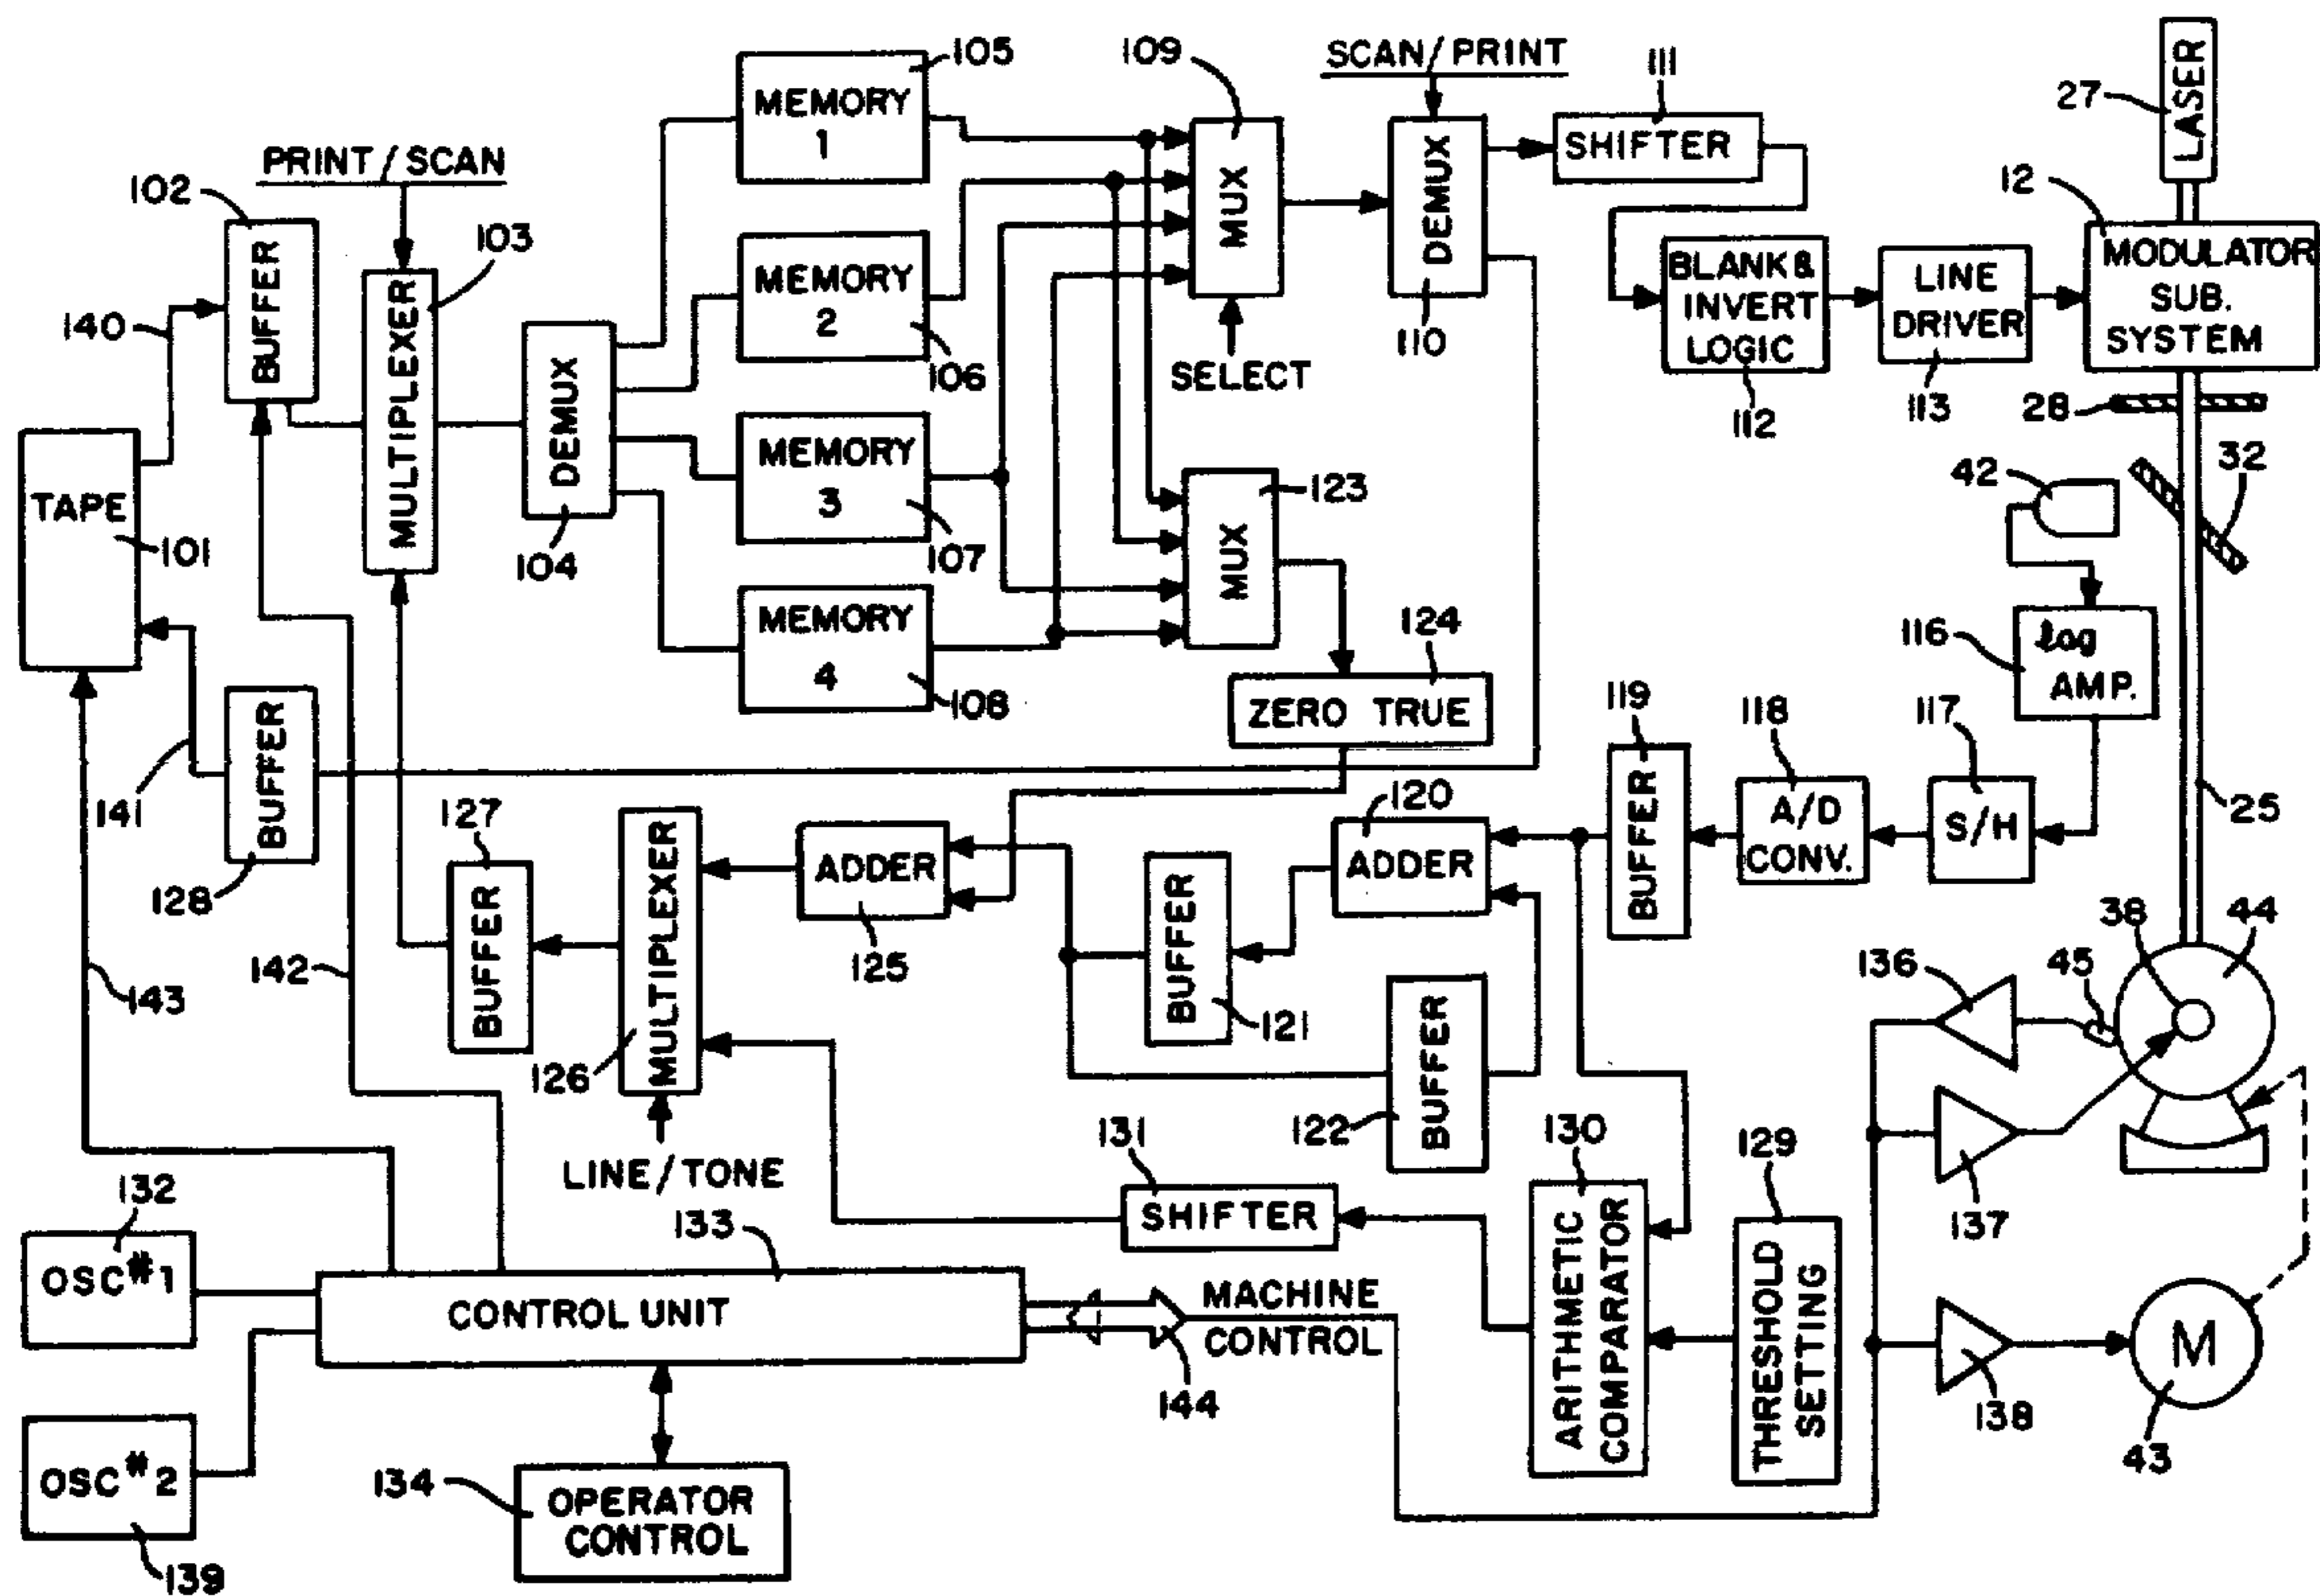 105
109
SCAN/PRINT
111
27
LASER
MEMORY
1
PRINT/SCAN
102
103
BUFFER
MULTIPLEXER
140
MEMORY
2
106
MUX
SELECT
DEMUX
110
SHIFTER
12
MODULATOR
SUB.
SYSTEM
BLANK &
INVERT
LOGIC
112
LINE
DRIVER
113
28
TAPE
101
DEMUX
104
MEMORY
3
107
123
MUX
42
32
MEMORY
4
108
124
ZERO TRUE
116
log
AMP.
141
BUFFER
128
127
BUFFER
MULTIPLEXER
126
LINE/TONE
ADDER
125
120
ADDER
BUFFER
121
BUFFER
122
119
BUFFER
118
A/D
CONV.
117
S/H
25
38
44
45
136
143
142
131
SHIFTER
130
ARITHMETIC
COMPARATOR
129
THRESHOLD
SETTING
137
132
OSC #1
133
CONTROL UNIT
MACHINE
CONTROL
144
138
M
43
OSC #2
139
134
OPERATOR
CONTROL